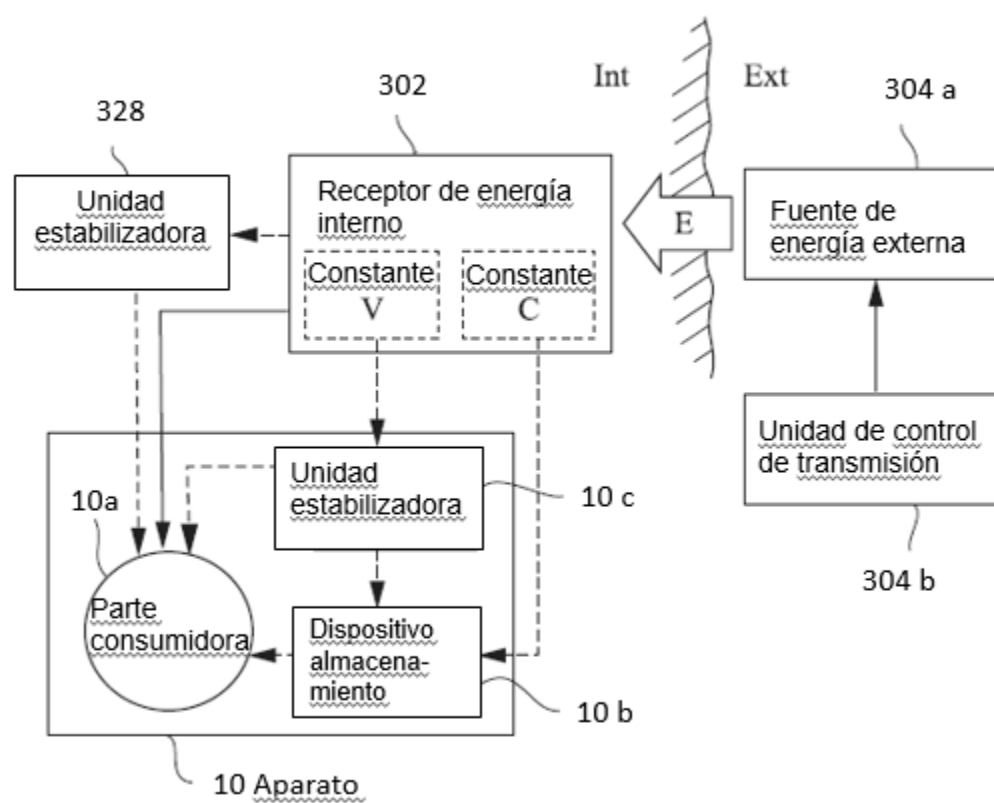 Int
Ext
302
304 a
328
Unidad
estabilizadora
Receptor de energía
interno
Constante
V
Constante
C
E
Fuente de
energía externa
Unidad de control
de transmisión
304 b
10a
Unidad
estabilizadora
10 c
Parte
consumidora
Dispositivo
almacena-
miento
10 b
10 Aparato